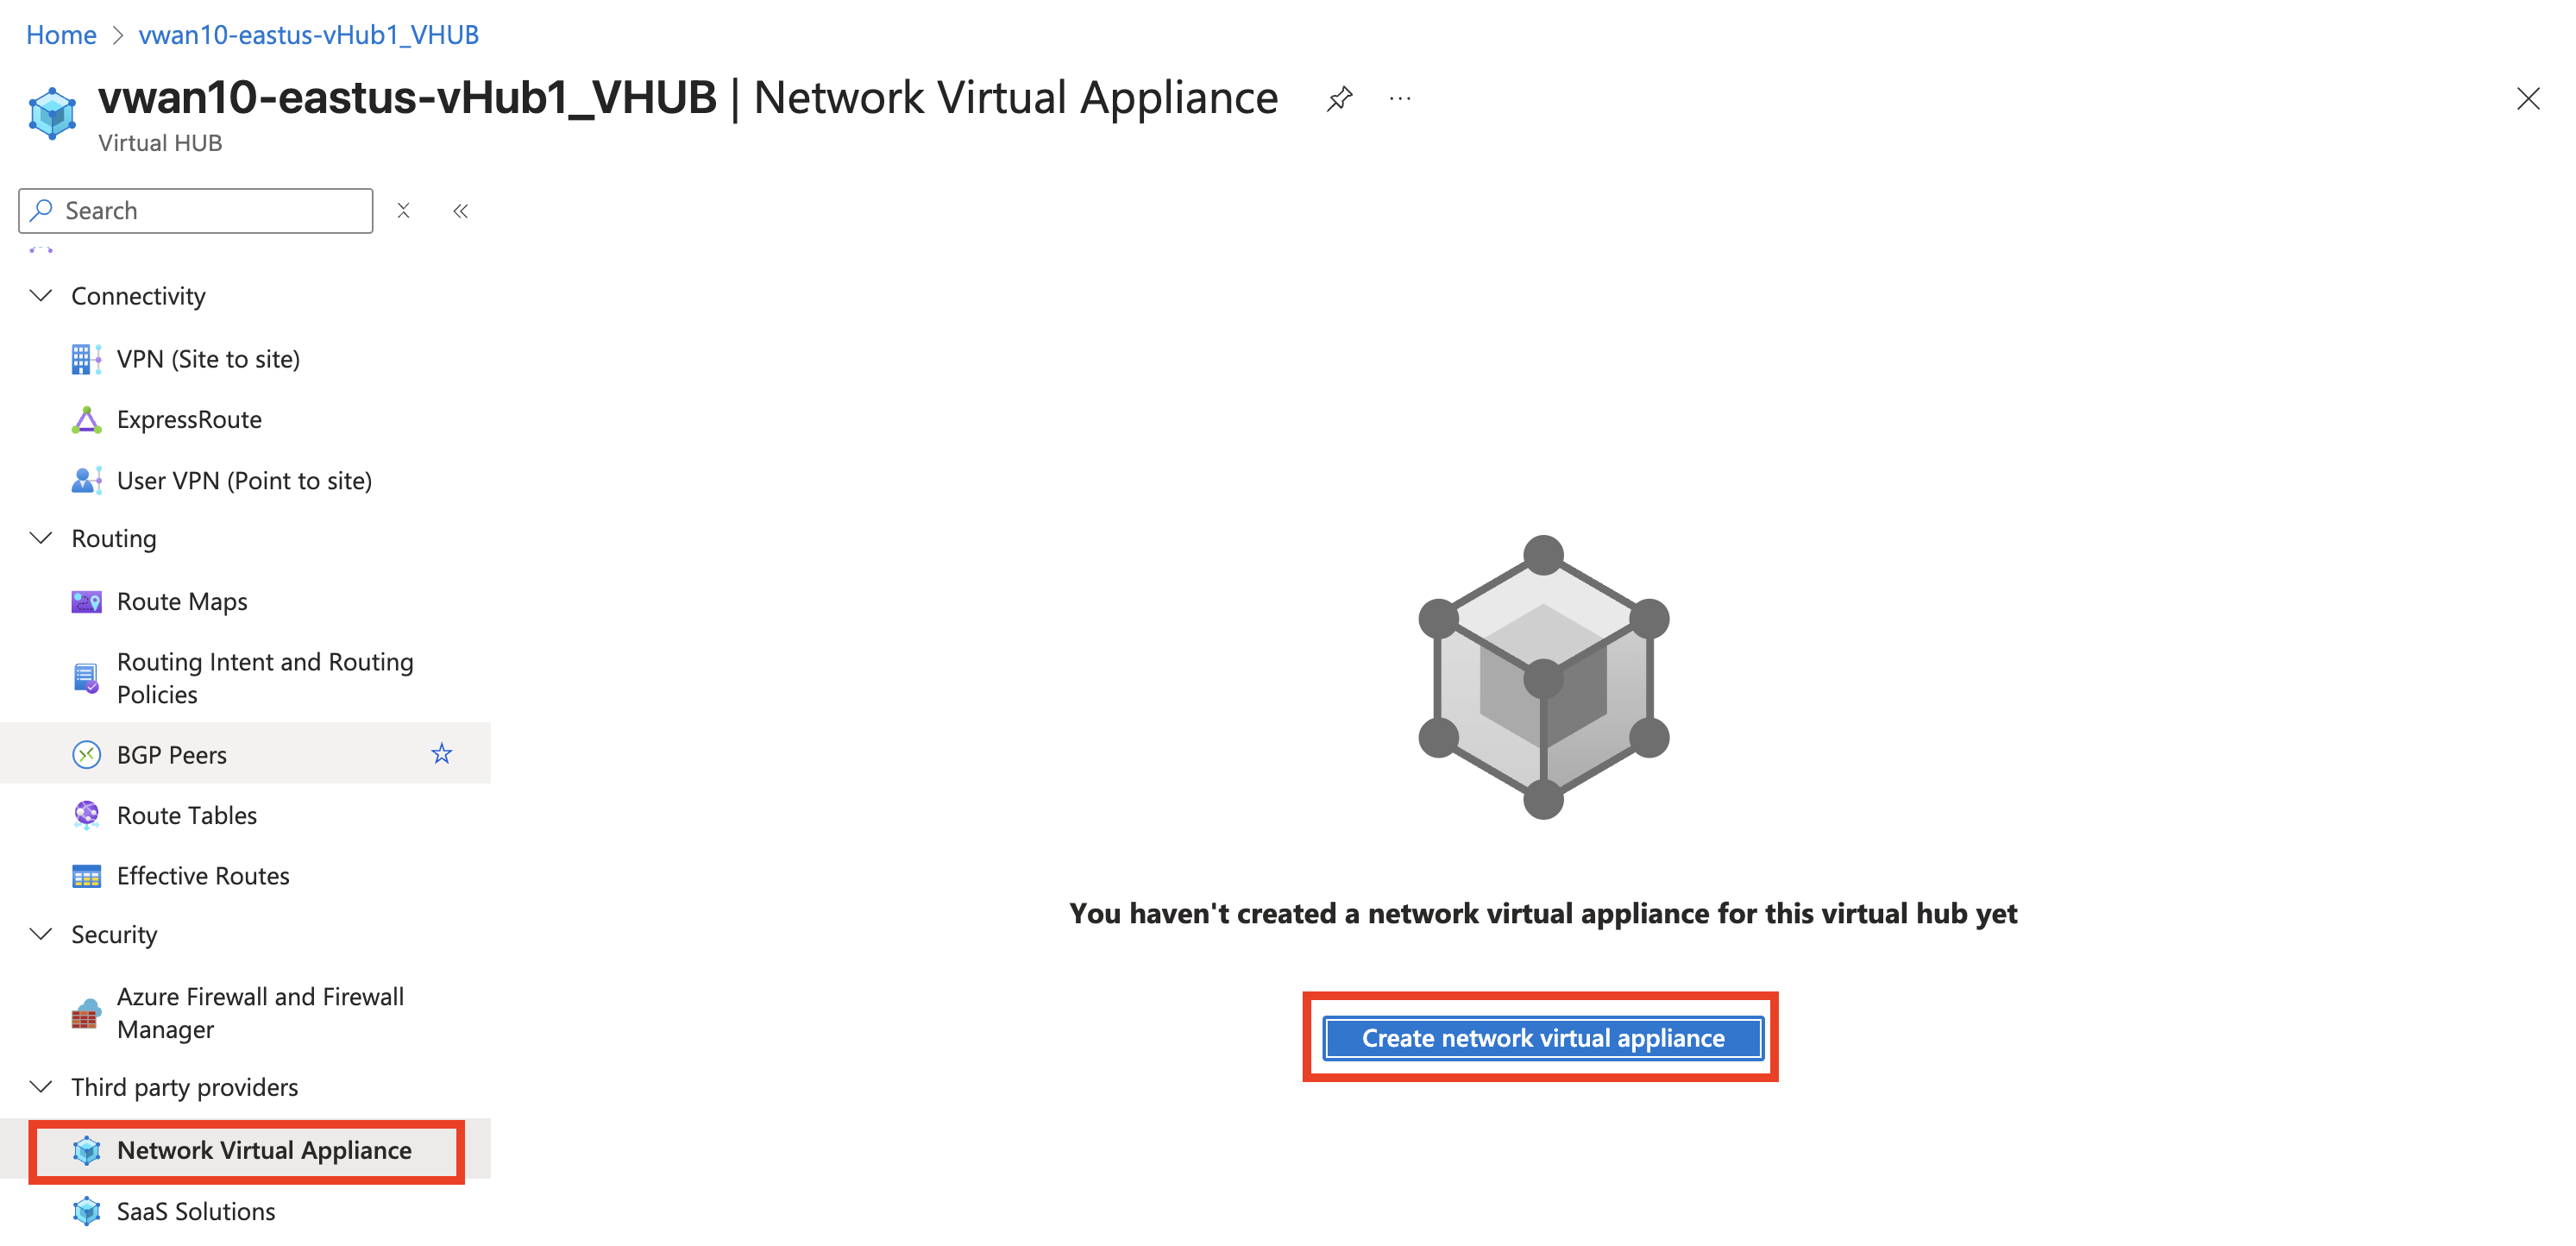 Home > vwan10-eastus-vHub1_VHUB
vwan10-eastus-vHub1_VHUB | Network Virtual Appliance
Virtual HUB
Search
Connectivity
VPN (Site to site)
ExpressRoute
User VPN (Point to site)
Routing
Route Maps
Routing Intent and Routing
Policies
BGP Peers
Route Tables
Effective Routes
Security
Azure Firewall and Firewall
Manager
Third party providers
Network Virtual Appliance
SaaS Solutions
You haven't created a network virtual appliance for this virtual hub yet
Create network virtual appliance